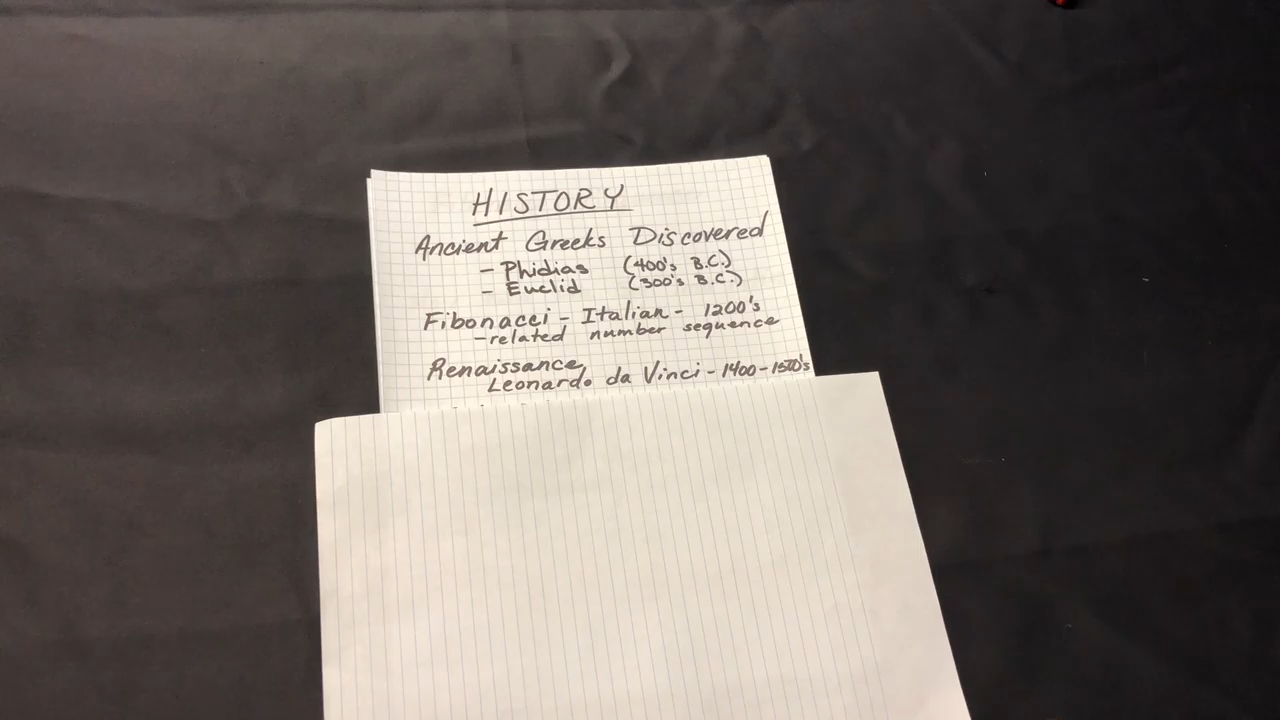 HISTORY
Ancient Greeks Discovered
- Phidias (400's B.C.)
- Euclid (300's B.C.)
Fibonacci - Italian - 1200's
-related number sequence
Renaissance
Leonardo da Vinci - 1400-1500's